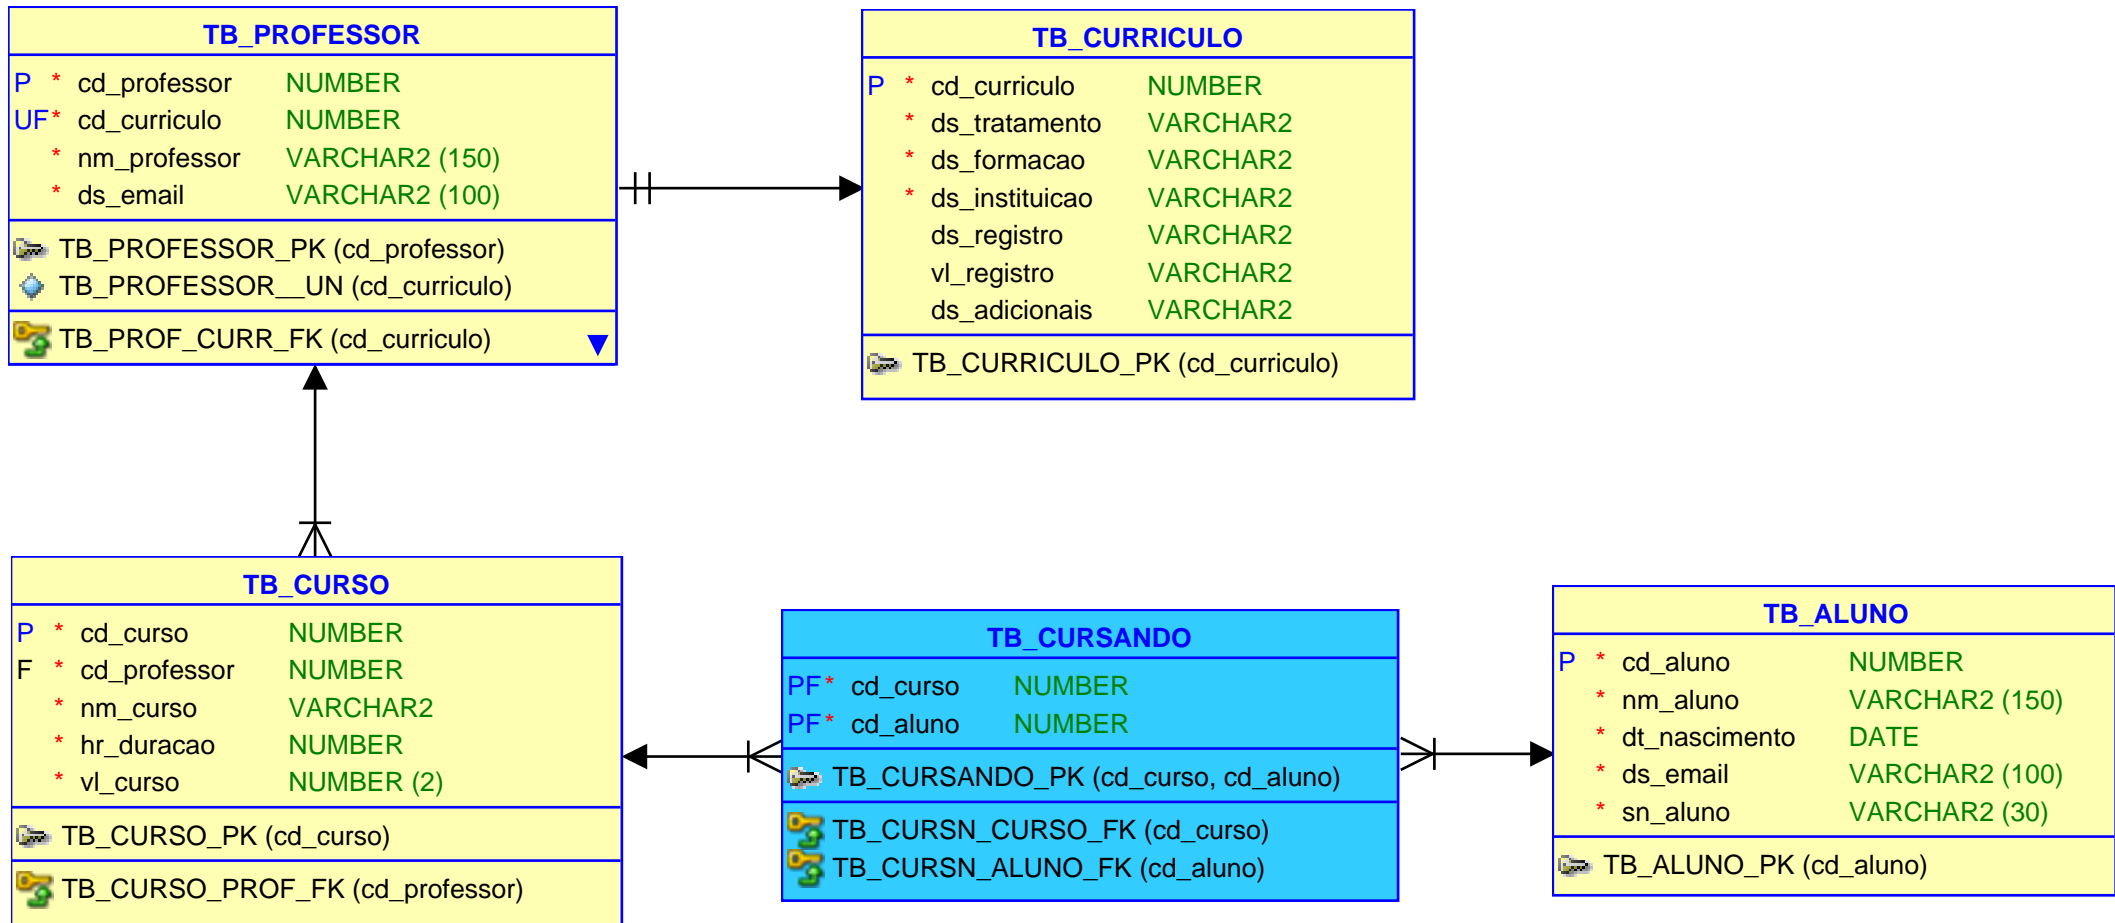 TB_PROFESSOR
P * cd_professor NUMBER
UF* cd_curriculo NUMBER
* nm_professor VARCHAR2 (150)
* ds_email VARCHAR2 (100)
TB_PROFESSOR_PK (cd_professor)
TB_PROFESSOR__UN (cd_curriculo)
TB_PROF_CURR_FK (cd_curriculo)
TB_CURRICULO
P * cd_curriculo NUMBER
* ds_tratamento VARCHAR2
* ds_formacao VARCHAR2
* ds_instituicao VARCHAR2
ds_registro VARCHAR2
vl_registro VARCHAR2
ds_adicionais VARCHAR2
TB_CURRICULO_PK (cd_curriculo)
TB_CURSO
P * cd_curso NUMBER
F * cd_professor NUMBER
* nm_curso VARCHAR2
* hr_duracao NUMBER
* vl_curso NUMBER (2)
TB_CURSO_PK (cd_curso)
TB_CURSO_PROF_FK (cd_professor)
TB_CURSANDO
PF* cd_curso NUMBER
PF* cd_aluno NUMBER
TB_CURSANDO_PK (cd_curso, cd_aluno)
TB_CURSN_CURSO_FK (cd_curso)
TB_CURSN_ALUNO_FK (cd_aluno)
TB_ALUNO
P * cd_aluno NUMBER
* nm_aluno VARCHAR2 (150)
* dt_nascimento DATE
* ds_email VARCHAR2 (100)
* sn_aluno VARCHAR2 (30)
TB_ALUNO_PK (cd_aluno)